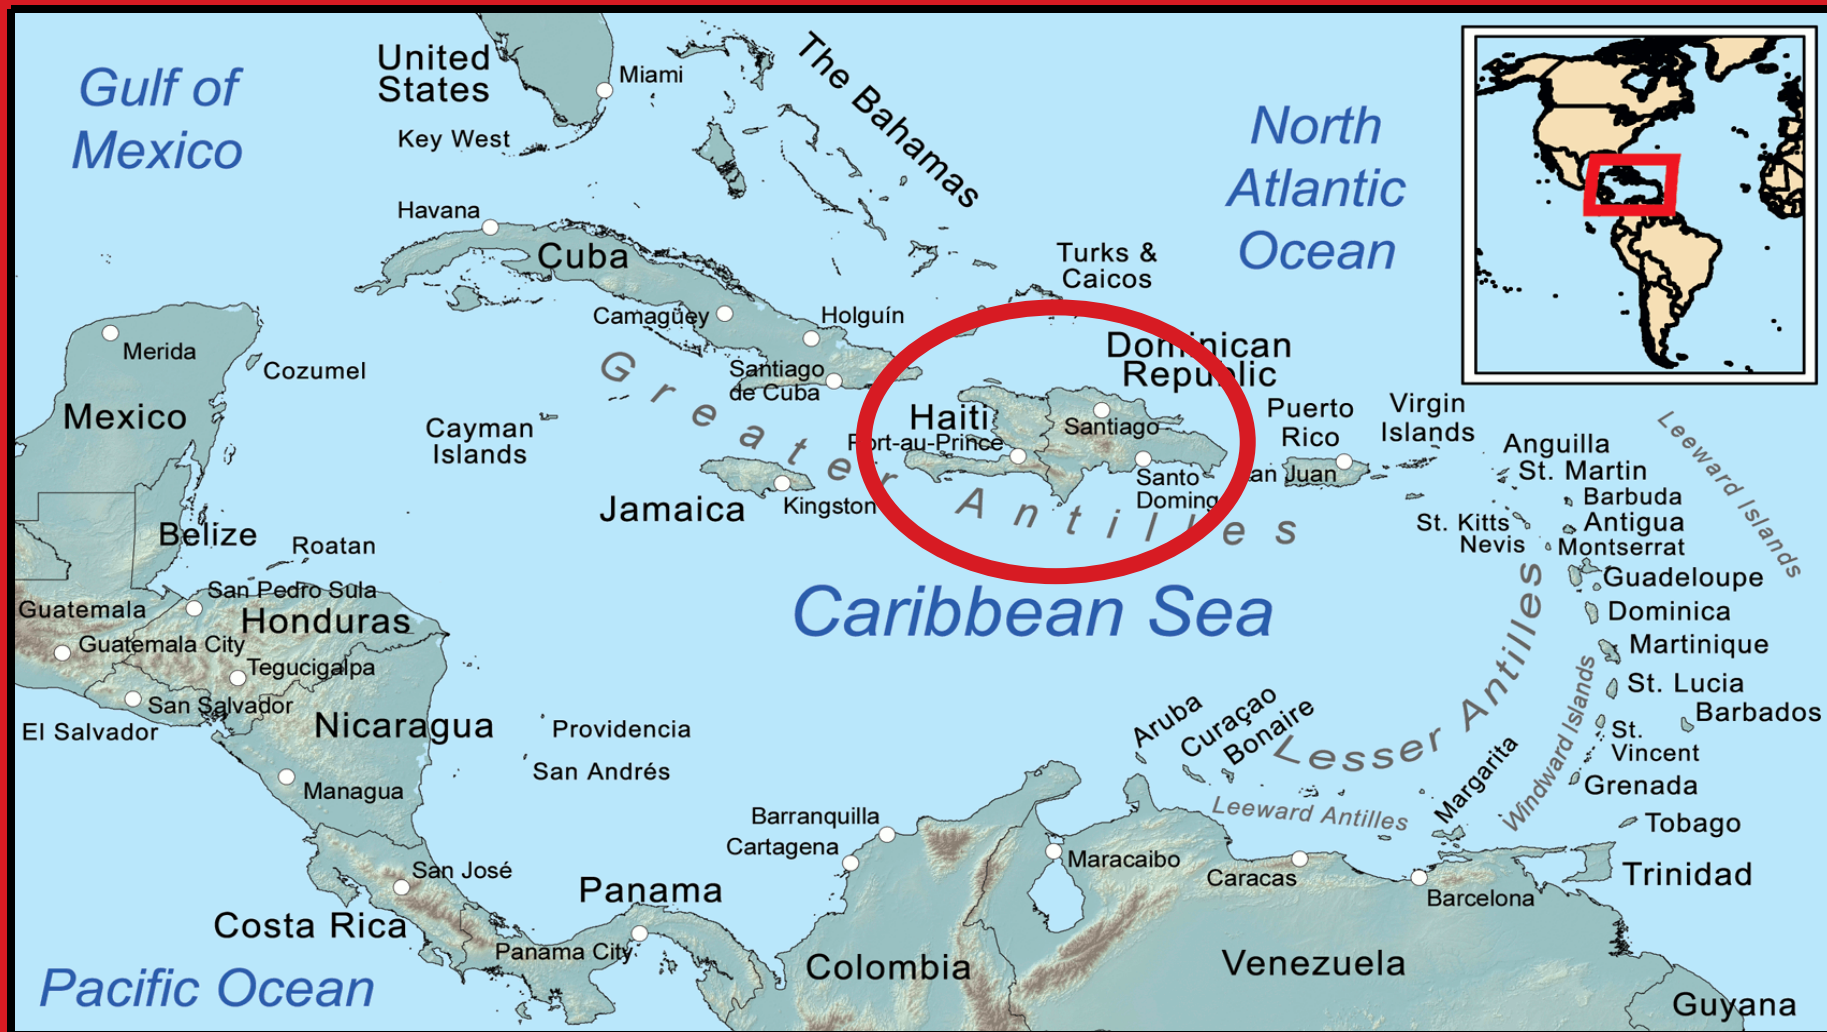 Gulf of
Mexico
United
States
Miami
Key West
The Bahamas
North
Atlantic
Ocean
Havana
Cuba
Turks &
Caicos
Camagüey
Holguín
Merida
Cozumel
Santiago
de Cuba
Dominican
Republic
Mexico
Cayman
Islands
Greater Antilles
Haiti
Port-au-Prince
Santiago
Santo
Doming
Puerto
Rico
an Juan
Virgin
Islands
Anguilla
St. Martin
Barbuda
Antigua
St. Kitts
Nevis
Montserrat
Leeward Islands
Jamaica
Kingston
Belize
Roatan
Guadeloupe
Dominica
Martinique
St. Lucia
Barbados
St.
Vincent
Grenada
Tobago
Trinidad
San Pedro Sula
Guatemala
Honduras
Guatemala City
Tegucigalpa
San Salvador
El Salvador
Nicaragua
Managua
Caribbean Sea
Providencia
San Andrés
Aruba
Curaçao
Bonaire
Lesser Antilles
Windward Islands
Margarita
Leeward Antilles
Barranquilla
Cartagena
Maracaibo
Caracas
Barcelona
San José
Costa Rica
Panama
Panama City
Pacific Ocean
Colombia
Venezuela
Guyana